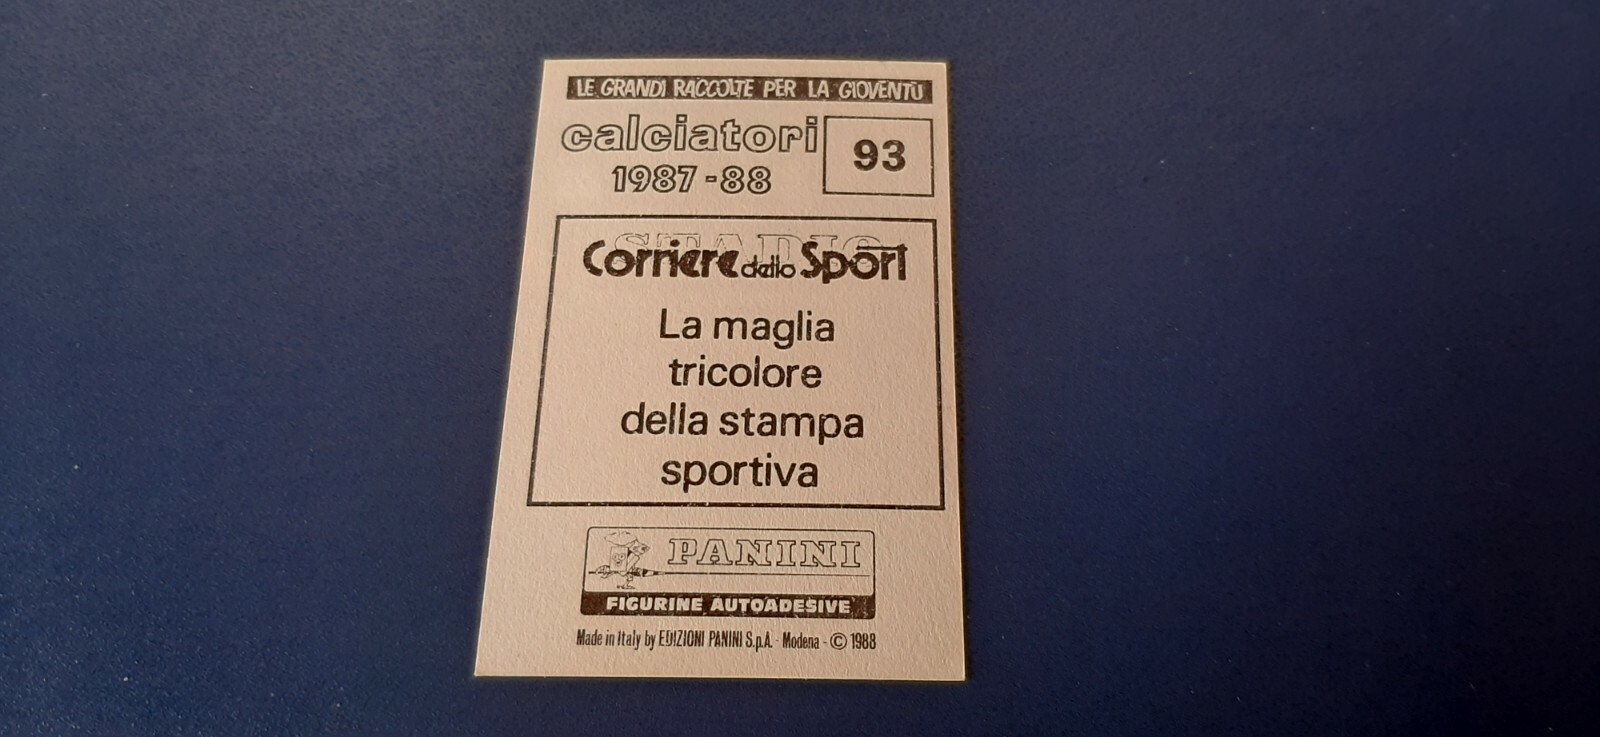 LE GRANDI RACCOLTE PER LA GIOVENTÙ
calciatori
1987-88
93
STADIO
Corriere dello Sport
La maglia
tricolore
della stampa
sportiva
PANINI
FIGURINE AUTOADESIVE
Made in Italy by EDIZIONI PANINI S.p.A. - Modena - © 1988